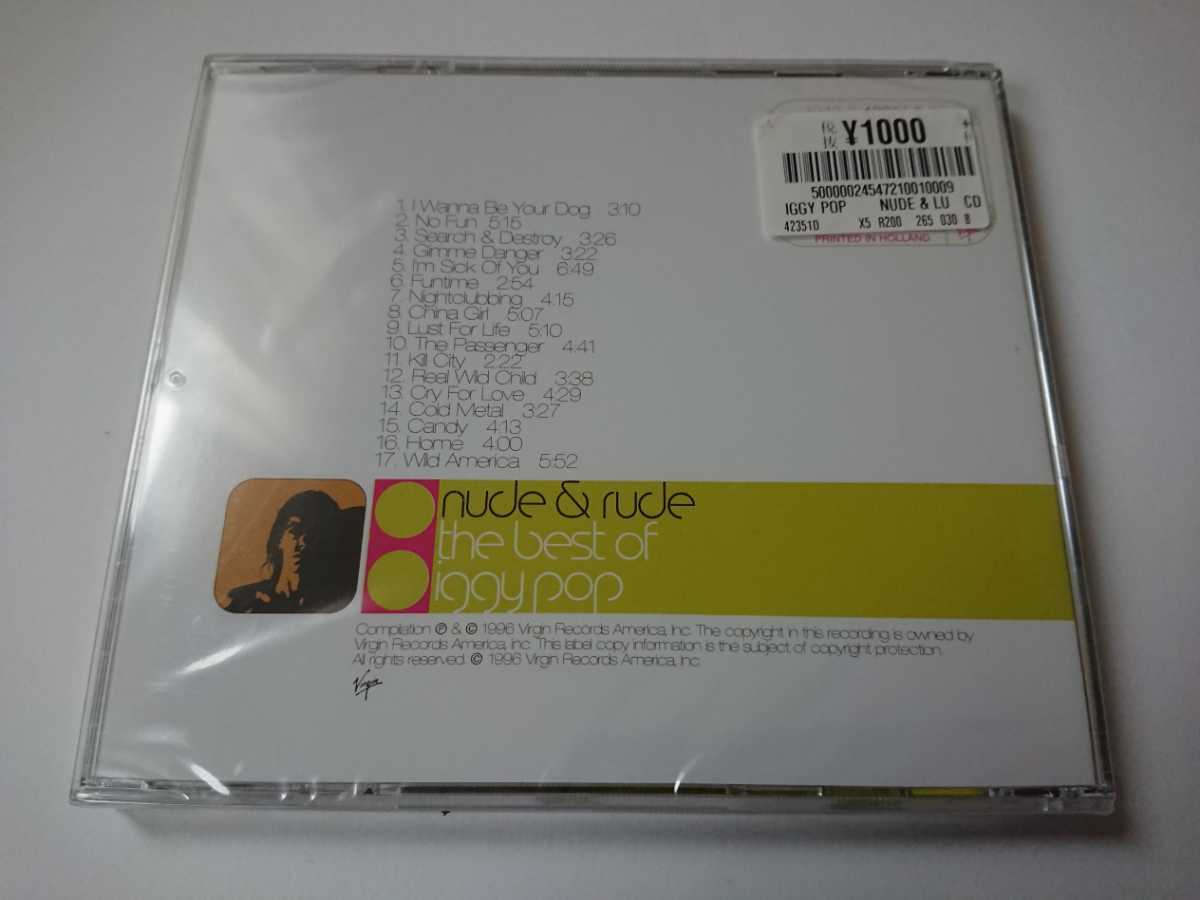 税抜 ¥1000
50000024547210010009
IGGY POP NUDE & LU CD
42351D X5 R200 265 030 8
PRINTED IN HOLLAND
1. I Wanna Be Your Dog 3:10
2. No Fun 5:15
3. Search & Destroy 3:26
4. Gimme Danger 3:22
5. I'm Sick Of You 6:49
6. Funtime 2:54
7. Nightclubbing 4:15
8. China Girl 5:07
9. Lust For Life 5:10
10. The Passenger 4:41
11. Kill City 2:22
12. Real Wild Child 3:38
13. Cry For Love 4:29
14. Cold Metal 3:27
15. Candy 4:13
16. Home 4:00
17. Wild America 5:52
nude & rude
the best of
iggy pop
Compilation ℗ & © 1996 Virgin Records America, Inc. The copyright in this recording is owned by
Virgin Records America, Inc. This label copy information is the subject of copyright protection.
All rights reserved. © 1996 Virgin Records America, Inc
Virgin